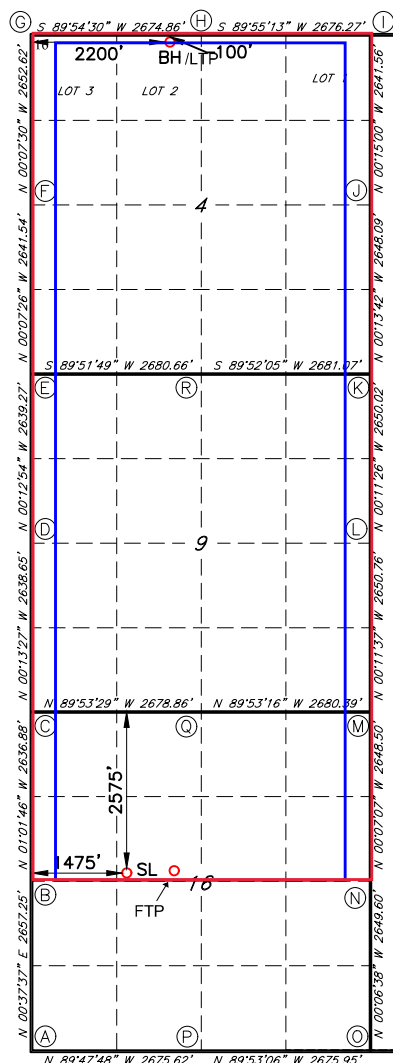 G S 89°54'30" W 2674.86' H S 89°55'13" W 2676.27' I
2200' 100'
BH/LTP
LOT 3 LOT 2
N 00°07'30" W 2652.62'
N 00°15'00" W 2641.56'
F 4 J
N 00°07'26" W 2641.54'
N 00°13'42" W 2648.09'
S 89°51'49" W 2680.66' S 89°52'05" W 2681.07'
E R K
N 00°12'54" W 2639.27'
N 00°11'26" W 2650.02'
D 9 L
N 00°13'27" W 2638.65'
N 00°11'37" W 2650.76'
N 89°53'29" W 2678.86' N 89°53'16" W 2680.39'
C Q M
N 01°01'46" W 2636.88'
2575'
N 00°07'07" W 2648.50'
1475' SL
B 16 N
FTP
N 00°37'37" E 2657.25'
N 00°06'38" W 2649.60'
A P O
N 89°47'48" W 2675.62' N 89°53'06" W 2675.95'